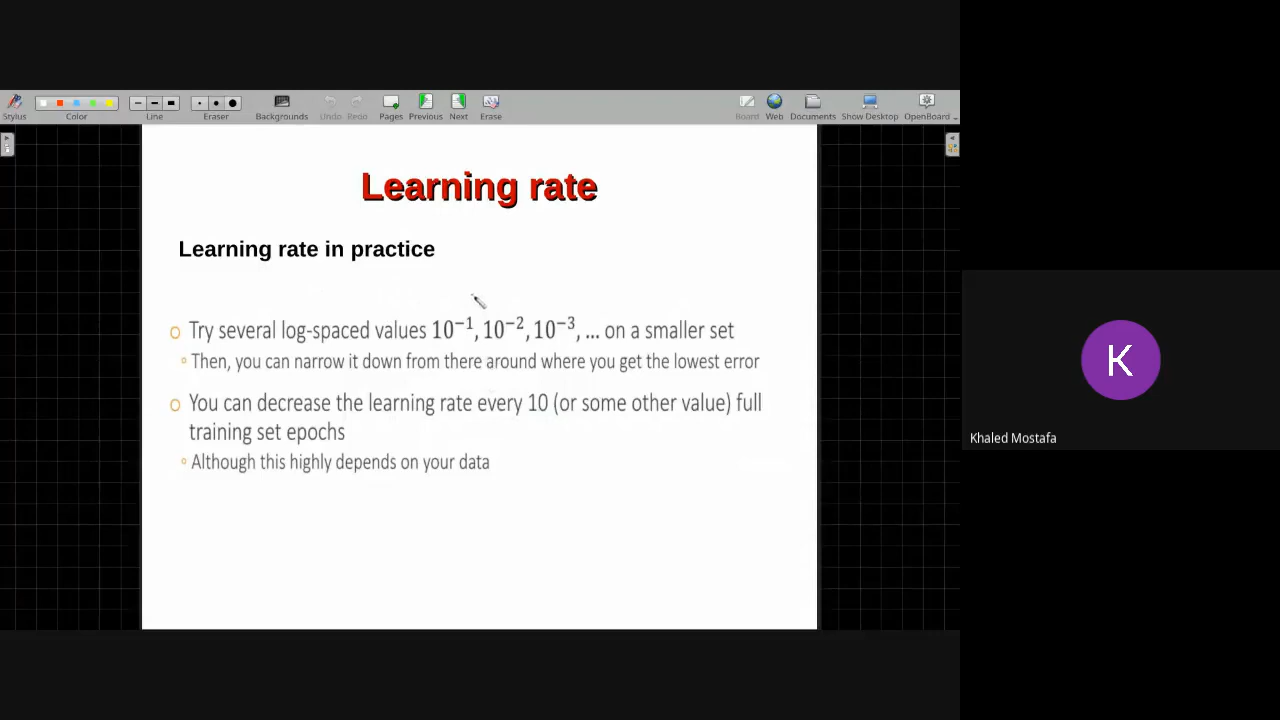 Stylus
Color
Line
Eraser
Backgrounds
Undo
Redo
Pages
Previous
Next
Erase
Board
Web
Documents
Show Desktop
OpenBoard
Learning rate
Learning rate in practice
o Try several log-spaced values 10⁻¹, 10⁻², 10⁻³, ... on a smaller set
o Then, you can narrow it down from there around where you get the lowest error
o You can decrease the learning rate every 10 (or some other value) full
training set epochs
o Although this highly depends on your data
K
Khaled Mostafa